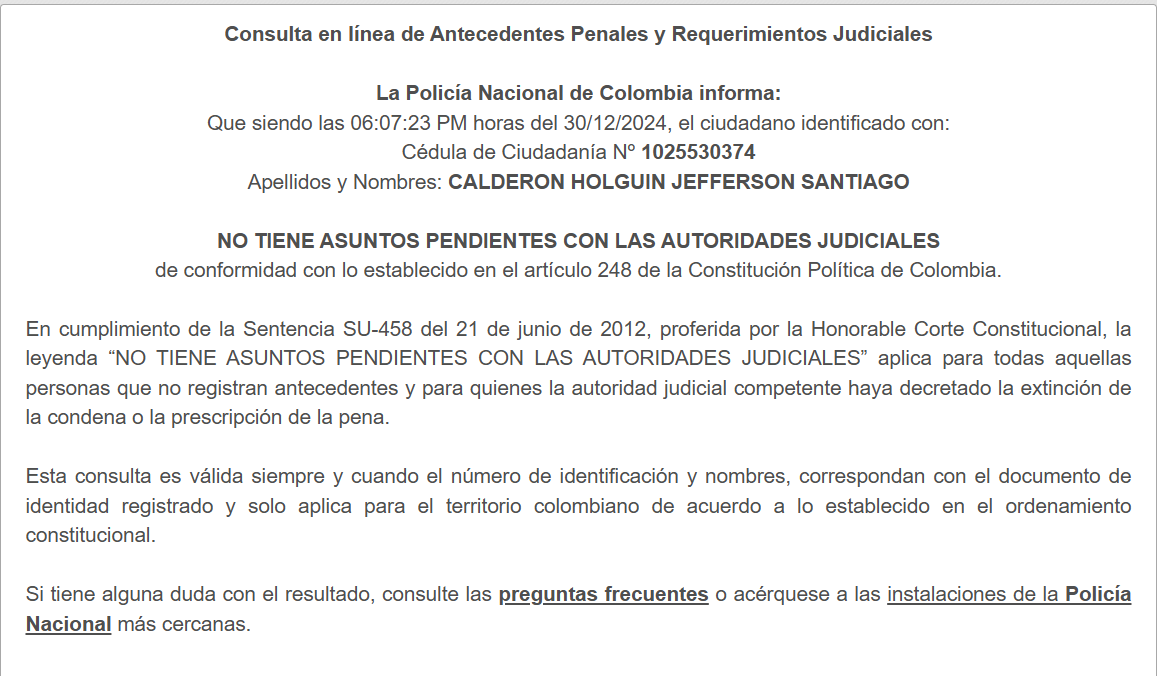 Consulta en línea de Antecedentes Penales y Requerimientos Judiciales
La Policía Nacional de Colombia informa:
Que siendo las 06:07:23 PM horas del 30/12/2024, el ciudadano identificado con:
Cédula de Ciudadanía Nº 1025530374
Apellidos y Nombres: CALDERON HOLGUIN JEFFERSON SANTIAGO
NO TIENE ASUNTOS PENDIENTES CON LAS AUTORIDADES JUDICIALES
de conformidad con lo establecido en el artículo 248 de la Constitución Política de Colombia.
En cumplimiento de la Sentencia SU-458 del 21 de junio de 2012, proferida por la Honorable Corte Constitucional, la
leyenda “NO TIENE ASUNTOS PENDIENTES CON LAS AUTORIDADES JUDICIALES” aplica para todas aquellas
personas que no registran antecedentes y para quienes la autoridad judicial competente haya decretado la extinción de
la condena o la prescripción de la pena.
Esta consulta es válida siempre y cuando el número de identificación y nombres, correspondan con el documento de
identidad registrado y solo aplica para el territorio colombiano de acuerdo a lo establecido en el ordenamiento
constitucional.
Si tiene alguna duda con el resultado, consulte las preguntas frecuentes o acérquese a las instalaciones de la Policía
Nacional más cercanas.